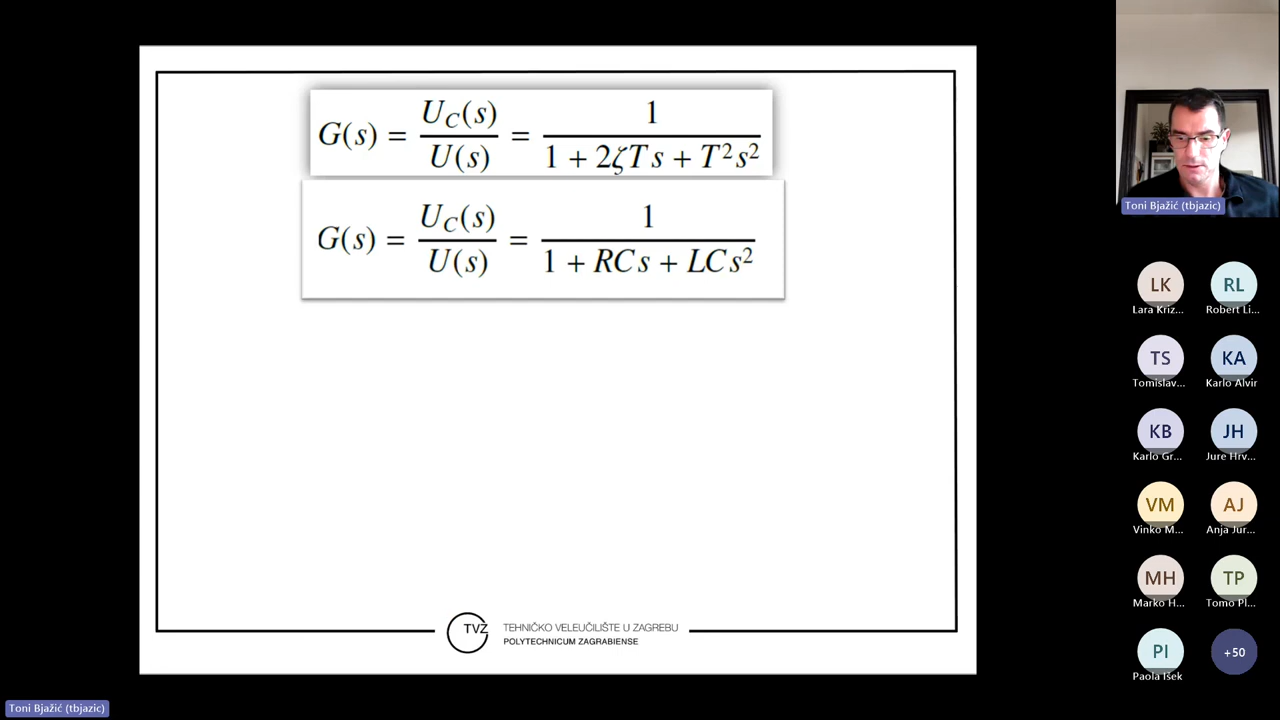 G(s) = U_C(s) / U(s) = 1 / (1 + 2ζTs + T²s²)
G(s) = U_C(s) / U(s) = 1 / (1 + RCs + LCs²)
TVZ
TEHNIČKO VELEUČILIŠTE U ZAGREBU
POLYTECHNICUM ZAGRABIENSE
Toni Bjažić (tbjazic)
LK
RL
Lara Kriz...
Robert Li...
TS
KA
Tomislav...
Karlo Alvir
KB
JH
Karlo Gr...
Jure Hrv...
VM
AJ
Vinko M...
Anja Jur...
MH
TP
Marko H...
Tomo Pl...
PI
+50
Paola Išek
Toni Bjažić (tbjazic)